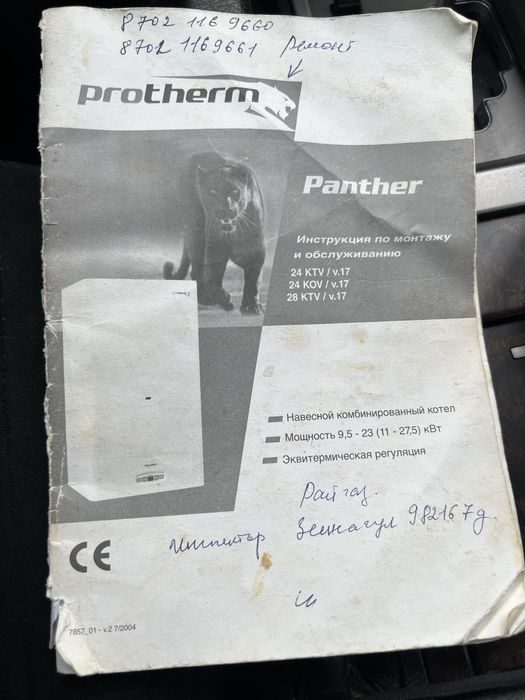 8702 116 9660
8702 1169661 Ремонт
protherm
Panther
Инструкция по монтажу
и обслуживанию
24 KTV / v.17
24 KOV / v.17
28 KTV / v.17
Навесной комбинированный котел
Мощность 9,5 - 23 (11 - 27,5) кВт
Эквитермическая регуляция
Райгаз.
Инспектор
CE
7857_01 - v.2 7/2004